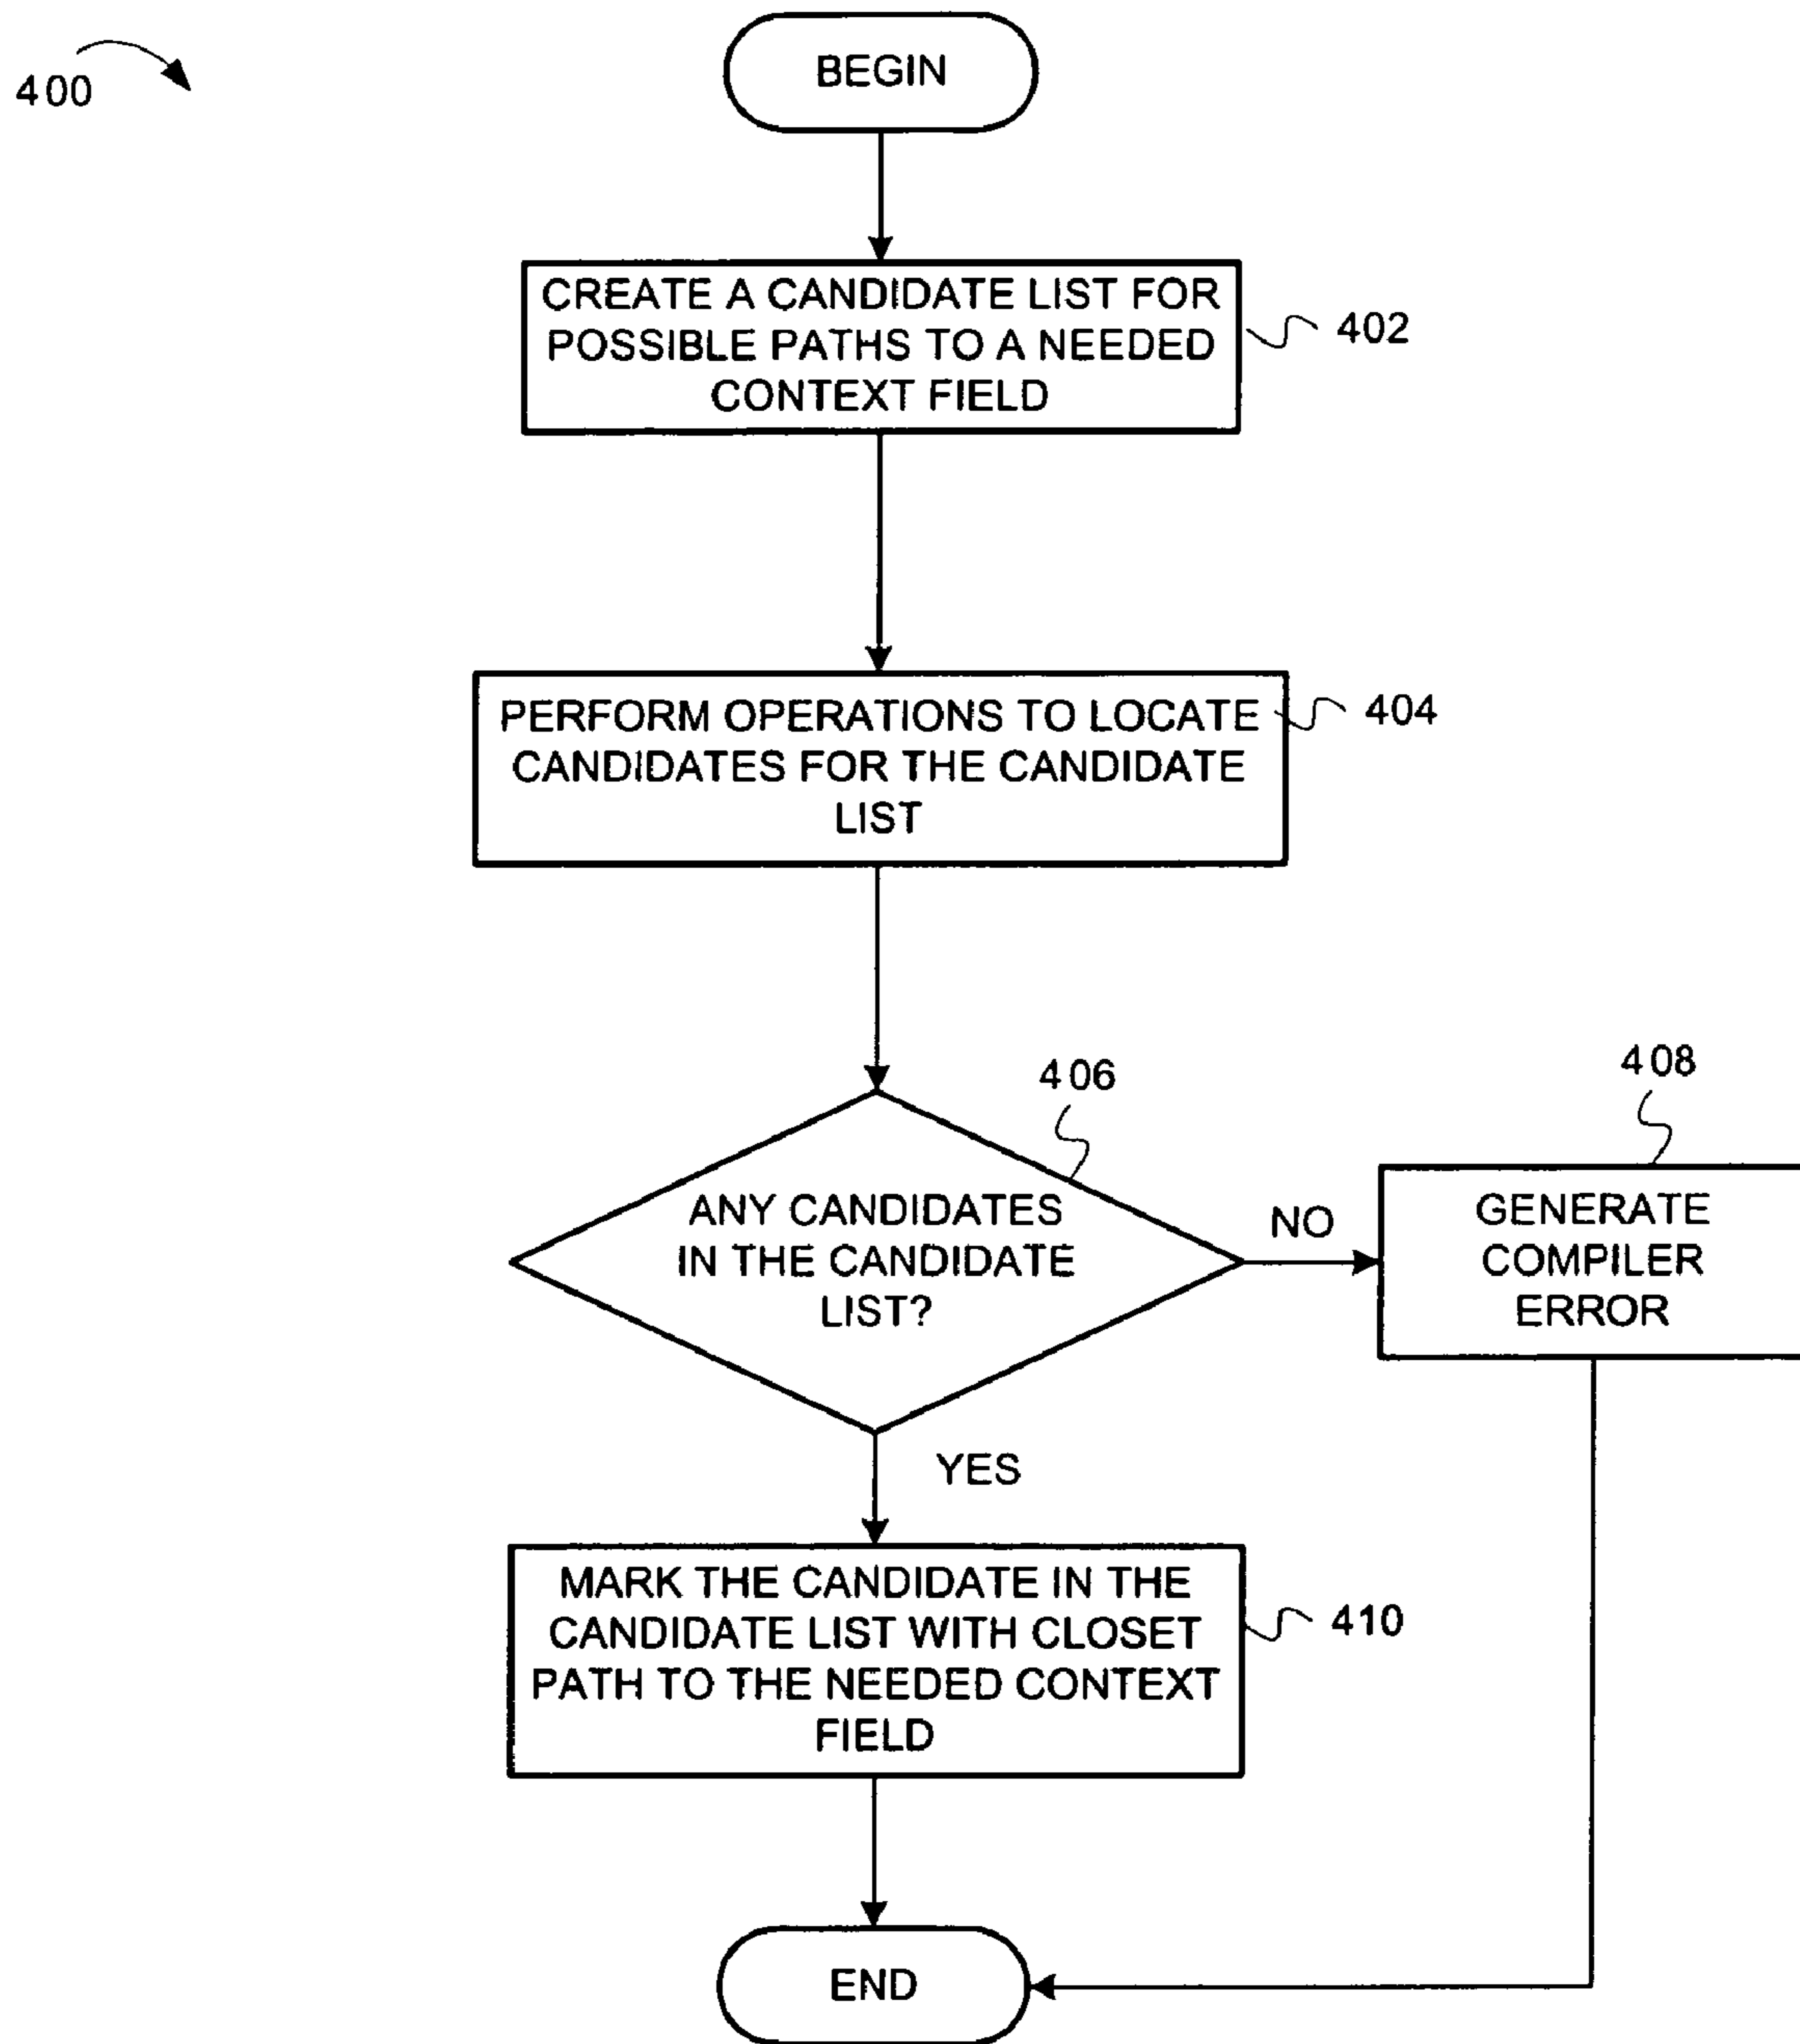 400
BEGIN
CREATE A CANDIDATE LIST FOR
POSSIBLE PATHS TO A NEEDED
CONTEXT FIELD
402
PERFORM OPERATIONS TO LOCATE
CANDIDATES FOR THE CANDIDATE
LIST
404
406
ANY CANDIDATES
IN THE CANDIDATE
LIST?
NO
408
GENERATE
COMPILER
ERROR
YES
MARK THE CANDIDATE IN THE
CANDIDATE LIST WITH CLOSET
PATH TO THE NEEDED CONTEXT
FIELD
410
END